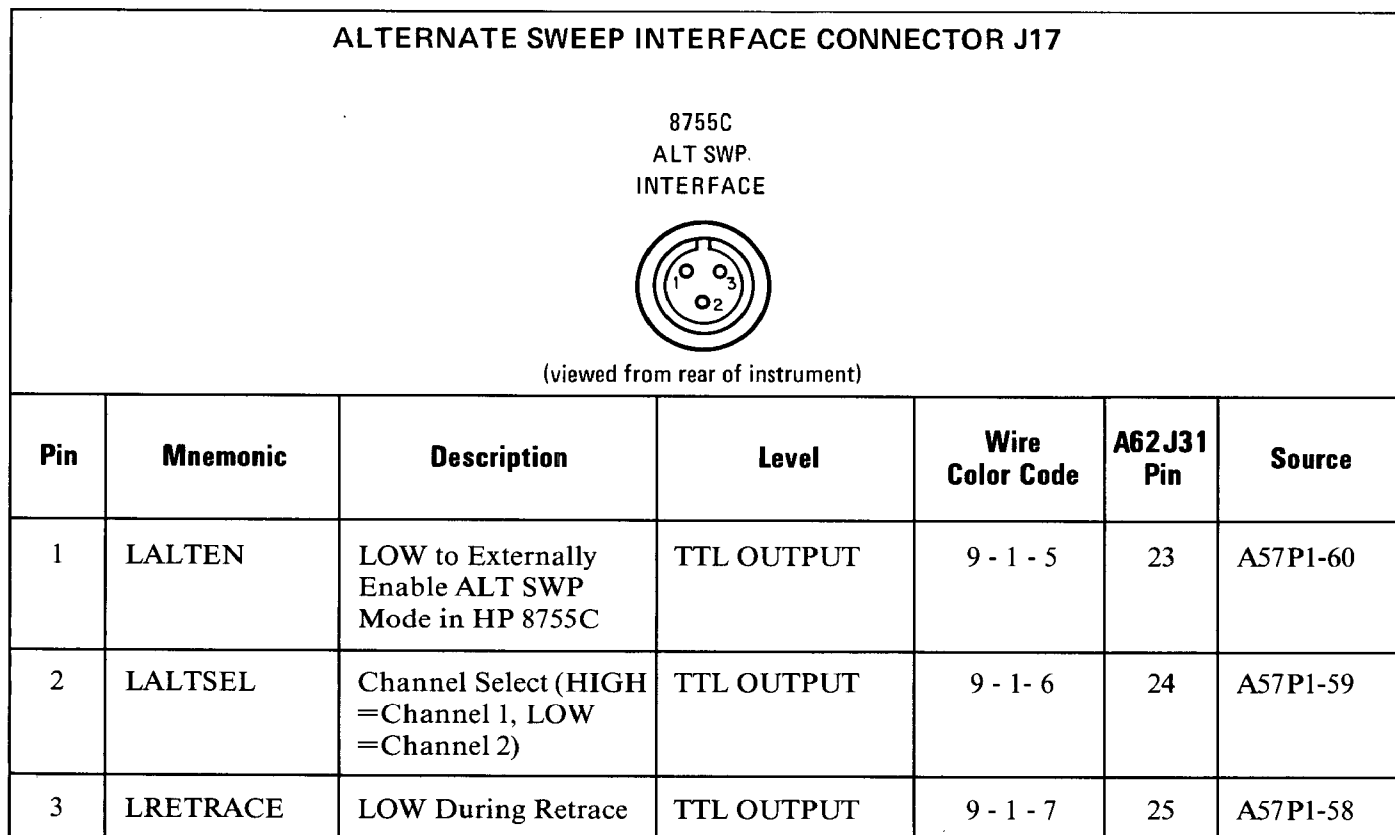 ALTERNATE SWEEP INTERFACE CONNECTOR J17
8755C
ALT SWP
INTERFACE
1 3
2
(viewed from rear of instrument)
Pin Mnemonic Description Level Wire Color Code A62J31 Pin Source
1 LALTEN LOW to Externally TTL OUTPUT 9 - 1 - 5 23 A57P1-60
Enable ALT SWP
Mode in HP 8755C
2 LALTSEL Channel Select (HIGH TTL OUTPUT 9 - 1- 6 24 A57P1-59
=Channel 1, LOW
=Channel 2)
3 LRETRACE LOW During Retrace TTL OUTPUT 9 - 1 - 7 25 A57P1-58